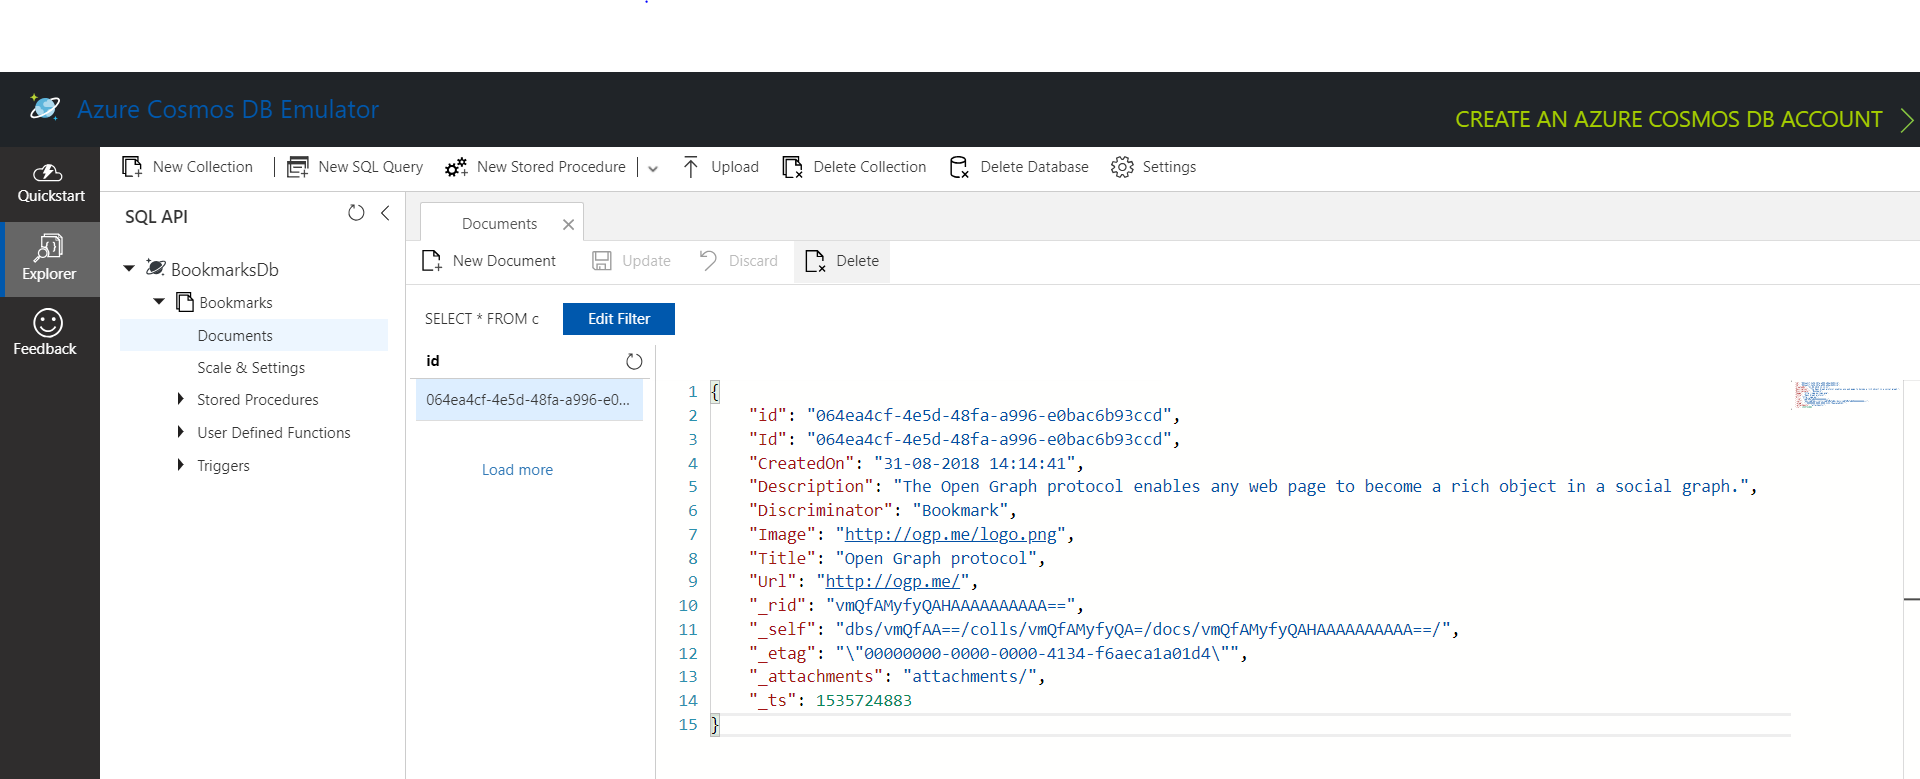 Azure Cosmos DB Emulator
CREATE AN AZURE COSMOS DB ACCOUNT
New Collection New SQL Query New Stored Procedure Upload Delete Collection Delete Database Settings
Quickstart
Explorer
Feedback
SQL API
BookmarksDb
Bookmarks
Documents
Scale & Settings
Stored Procedures
User Defined Functions
Triggers
Documents
New Document Update Discard Delete
SELECT * FROM c Edit Filter
id
064ea4cf-4e5d-48fa-a996-e0...
Load more
1 {
2 "id": "064ea4cf-4e5d-48fa-a996-e0bac6b93ccd",
3 "Id": "064ea4cf-4e5d-48fa-a996-e0bac6b93ccd",
4 "CreatedOn": "31-08-2018 14:14:41",
5 "Description": "The Open Graph protocol enables any web page to become a rich object in a social graph.",
6 "Discriminator": "Bookmark",
7 "Image": "http://ogp.me/logo.png",
8 "Title": "Open Graph protocol",
9 "Url": "http://ogp.me/",
10 "_rid": "vmQfAMyfyQAHAAAAAAAAAA==",
11 "_self": "dbs/vmQfAA==/colls/vmQfAMyfyQA=/docs/vmQfAMyfyQAHAAAAAAAAAA==/",
12 "_etag": "\"00000000-0000-0000-4134-f6aeca1a01d4\"",
13 "_attachments": "attachments/",
14 "_ts": 1535724883
15 }